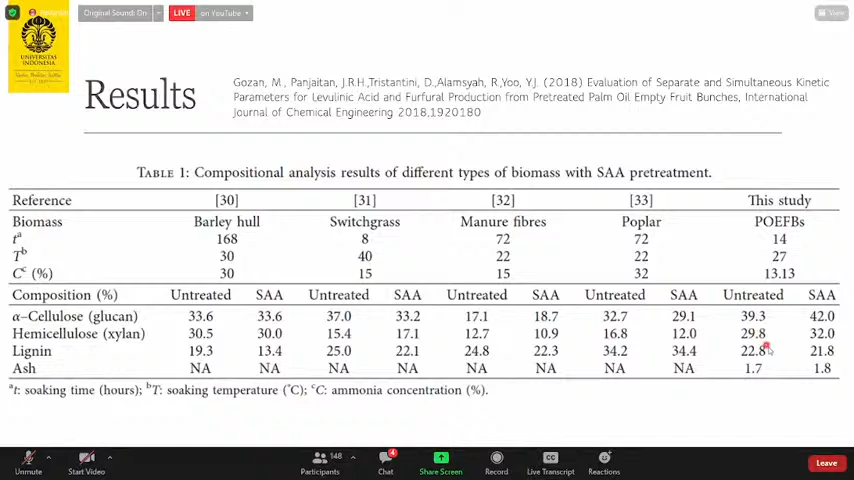 Original Sound: On
LIVE on YouTube
View
UNIVERSITAS
INDONESIA
Results
Gozan, M., Panjaitan, J.R.H.,Tristantini, D.,Alamsyah, R.,Yoo, Y.J. (2018) Evaluation of Separate and Simultaneous Kinetic
Parameters for Levulinic Acid and Furfural Production from Pretreated Palm Oil Empty Fruit Bunches, International
Journal of Chemical Engineering 2018,1920180
TABLE 1: Compositional analysis results of different types of biomass with SAA pretreatment.
Reference [30] [31] [32] [33] This study
Biomass Barley hull Switchgrass Manure fibres Poplar POEFBs
tᵃ 168 8 72 72 14
Tᵇ 30 40 22 22 27
Cᶜ (%) 30 15 15 32 13.13
Composition (%) Untreated SAA Untreated SAA Untreated SAA Untreated SAA Untreated SAA
α–Cellulose (glucan) 33.6 33.6 37.0 33.2 17.1 18.7 32.7 29.1 39.3 42.0
Hemicellulose (xylan) 30.5 30.0 15.4 17.1 12.7 10.9 16.8 12.0 29.8 32.0
Lignin 19.3 13.4 25.0 22.1 24.8 22.3 34.2 34.4 22.8 21.8
Ash NA NA NA NA NA NA NA NA 1.7 1.8
ᵃt: soaking time (hours); ᵇT: soaking temperature (°C); ᶜC: ammonia concentration (%).
148
4
Unmute Start Video Participants Chat Share Screen Record Live Transcript Reactions Leave